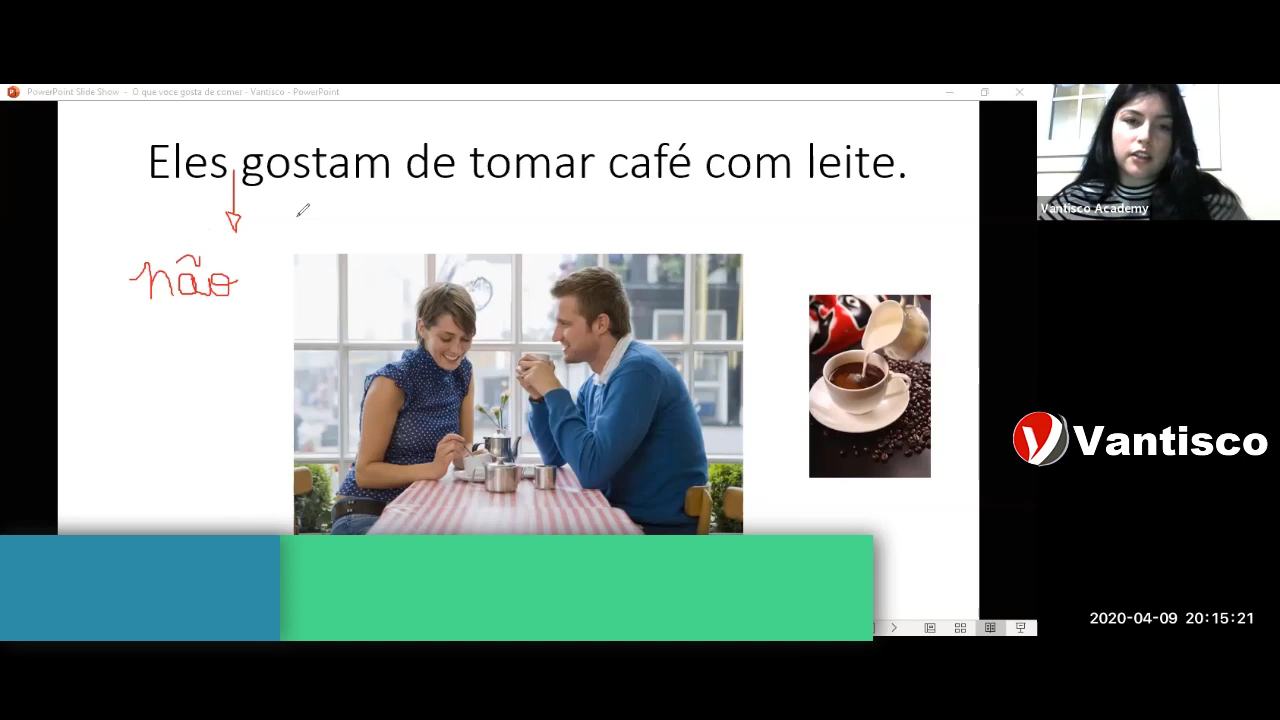 PowerPoint Slide Show - O que voce gosta de comer - Vantisco - PowerPoint
Eles gostam de tomar café com leite.
não
Vantisco Academy
Vantisco
2020-04-09 20:15:21